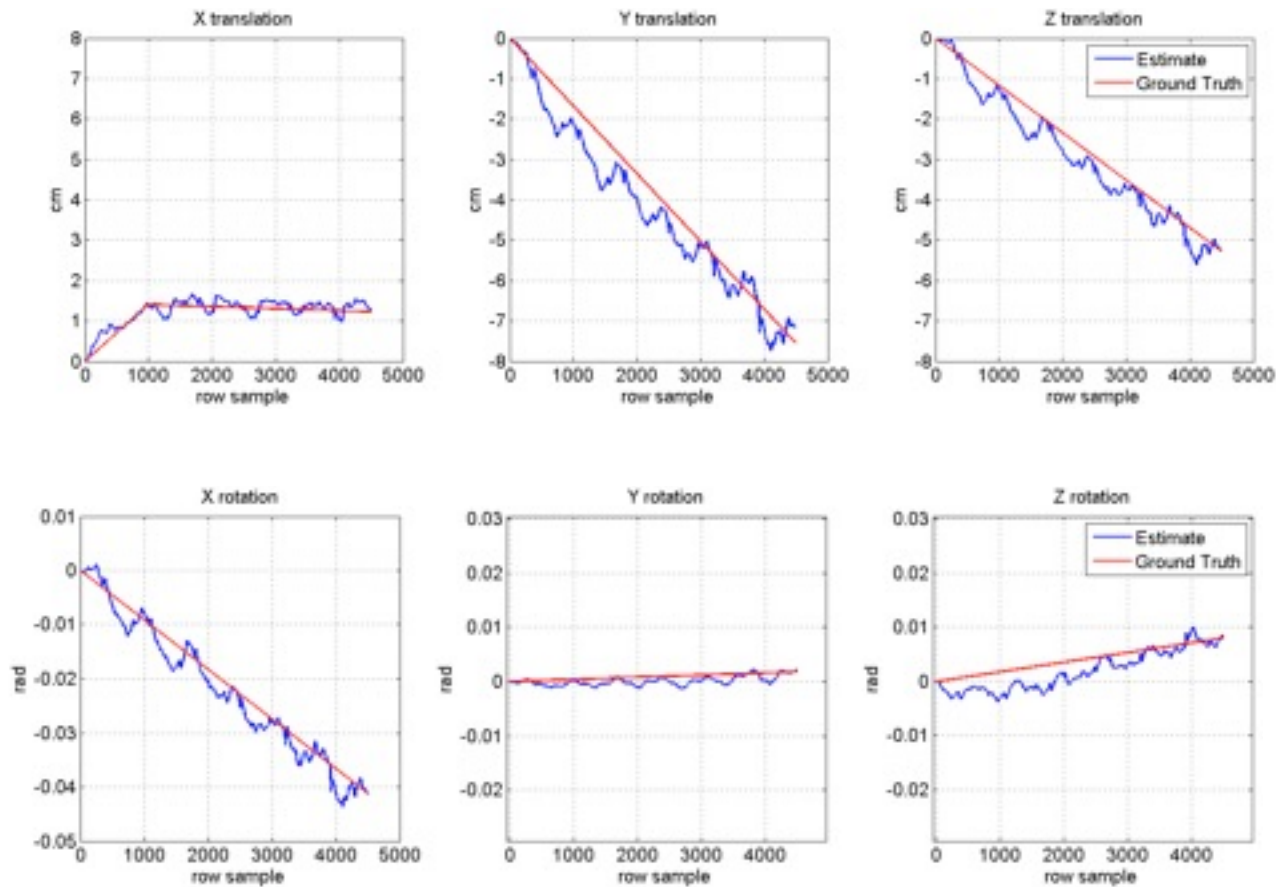 X translation
8
7
6
5
4
3
2
1
0
cm
0 1000 2000 3000 4000 5000
row sample
Y translation
0
-1
-2
-3
-4
-5
-6
-7
-8
cm
0 1000 2000 3000 4000 5000
row sample
Z translation
0
-1
-2
-3
-4
-5
-6
-7
-8
cm
Estimate
Ground Truth
0 1000 2000 3000 4000 5000
row sample
X rotation
0.01
0
-0.01
-0.02
-0.03
-0.04
-0.05
rad
0 1000 2000 3000 4000 5000
row sample
Y rotation
0.03
0.02
0.01
0
-0.01
-0.02
rad
0 1000 2000 3000 4000
row sample
Z rotation
0.03
0.02
0.01
0
-0.01
-0.02
rad
Estimate
Ground Truth
0 1000 2000 3000 4000
row sample